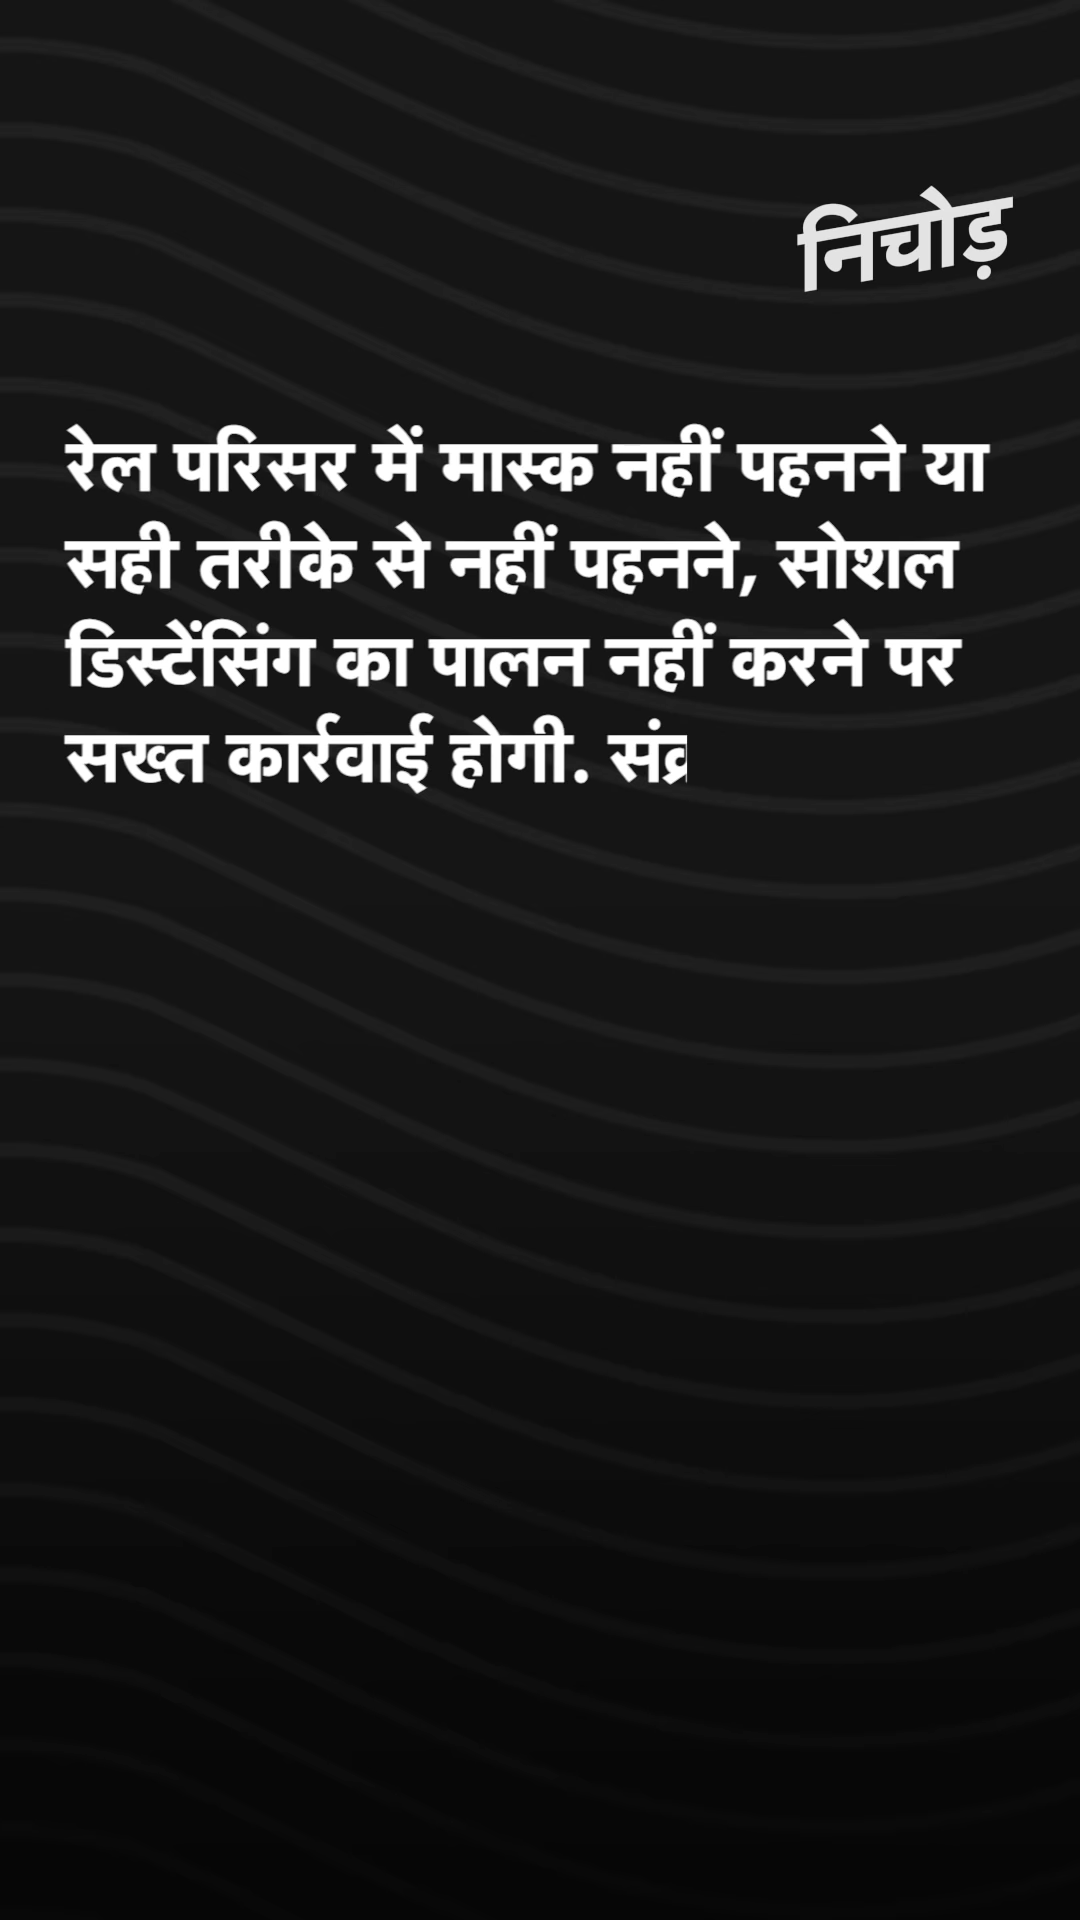 निचोड़
रेल परिसर में मास्क नहीं पहनने या
सही तरीके से नहीं पहनने, सोशल
डिस्टेंसिंग का पालन नहीं करने पर
सख्त कार्रवाई होगी.